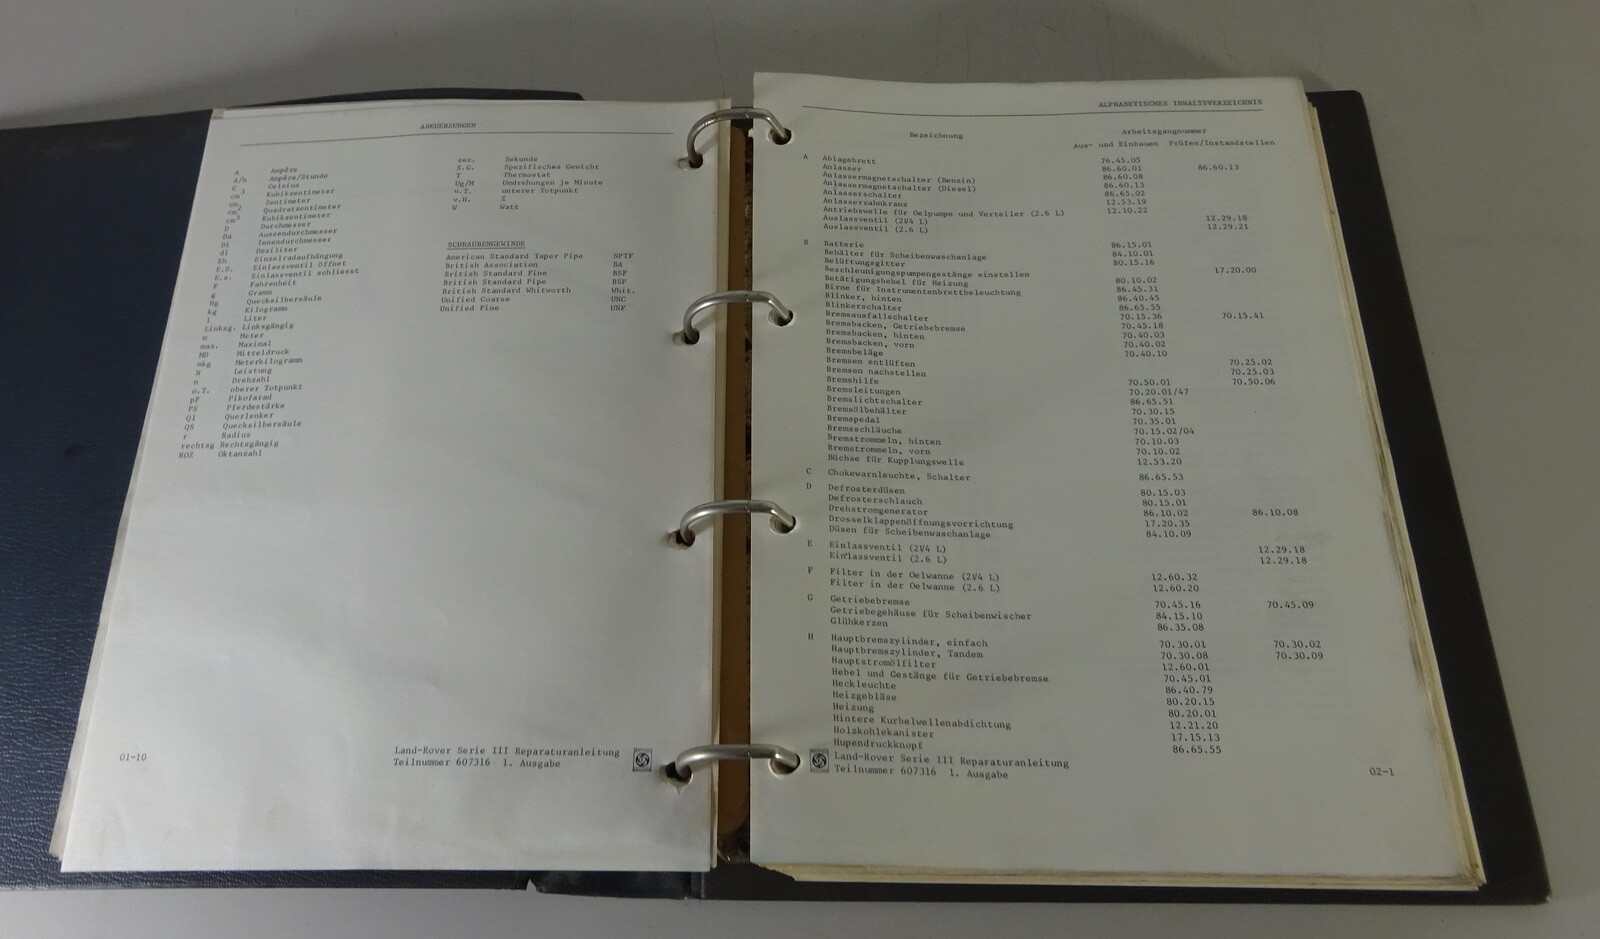 ABKUERZUNGEN
A Ampère
A/h Ampère/Stunde
C Celsius
cm3 Kubikzentimeter
cm Zentimeter
cm2 Quadratzentimeter
cm3 Kubikzentimeter
D Durchmesser
Da Aussendurchmesser
Di Innendurchmesser
dl Deziliter
Eh Einzelradaufhängung
E.ö. Einlassventil öffnet
E.s. Einlassventil schliesst
F Fahrenheit
g Gramm
Hg Quecksilbersäule
kg Kilogramm
l Liter
Linksg. Linksgängig
m Meter
max. Maximal
MD Mitteldruck
mkg Meterkilogramm
N Leistung
n Drehzahl
o.T. oberer Totpunkt
pF Pikofarad
PS Pferdestärke
Ql Querlenker
QS Quecksilbersäule
r Radius
rechtsg Rechtsgängig
ROZ Oktanzahl
sec. Sekunde
S.G. Spezifisches Gewicht
T Thermostat
Ug/M Umdrehungen je Minute
u.T. unterer Totpunkt
v.H. %
W Watt
SCHRAUBENGEWINDE
American Standard Taper Pipe NPTF
British Association BA
British Standard Fine BSF
British Standard Pipe BSP
British Standard Whitworth Whit.
Unified Coarse UNC
Unified Fine UNF
01-10
Land-Rover Serie III Reparaturanleitung
Teilnummer 607316 1. Ausgabe
ALPHABETISCHES INHALTSVERZEICHNIS
Bezeichnung Arbeitsgangnummer
Aus- und Einbauen Prüfen/Instandstellen
A Ablagebrett 76.45.05
Anlasser 86.60.01 86.60.13
Anlassermagnetschalter (Benzin) 86.60.08
Anlassermagnetschalter (Diesel) 86.60.13
Anlasserschalter 86.65.02
Anlasserzahnkranz 12.53.19
Antriebswelle für Oelpumpe und Verteiler (2.6 L) 12.10.22
Auslassventil (2¼ L) 12.29.18
Auslassventil (2.6 L) 12.29.21
B Batterie 86.15.01
Behälter für Scheibenwaschanlage 84.10.01
Belüftungsgitter 80.15.16
Beschleunigungspumpengestänge einstellen 17.20.00
Betätigungshebel für Heizung 80.10.02
Birne für Instrumentenbrettbeleuchtung 86.45.31
Blinker, hinten 86.40.45
Blinkerschalter 86.65.55
Bremsausfallschalter 70.15.36 70.15.41
Bremsbacken, Getriebebremse 70.45.18
Bremsbacken, hinten 70.40.03
Bremsbacken, vorn 70.40.02
Bremsbeläge 70.40.10
Bremsen entlüften 70.25.02
Bremsen nachstellen 70.25.03
Bremshilfe 70.50.01 70.50.06
Bremsleitungen 70.20.01/47
Bremslichtschalter 86.65.51
Bremsölbehälter 70.30.15
Bremspedal 70.35.01
Bremsschläuche 70.15.02/04
Bremstrommeln, hinten 70.10.03
Bremstrommeln, vorn 70.10.02
Büchse für Kupplungswelle 12.53.20
C Chokewarnleuchte, Schalter 86.65.53
D Defrosterdüsen 80.15.03
Defrosterschlauch 80.15.01
Drehstromgenerator 86.10.02 86.10.08
Drosselklappenöffnungsvorrichtung 17.20.35
Düsen für Scheibenwaschanlage 84.10.09
E Einlassventil (2¼ L) 12.29.18
Einlassventil (2.6 L) 12.29.18
F Filter in der Oelwanne (2¼ L) 12.60.32
Filter in der Oelwanne (2.6 L) 12.60.20
G Getriebebremse 70.45.16 70.45.09
Getriebegehäuse für Scheibenwischer 84.15.10
Glühkerzen 86.35.08
H Hauptbremszylinder, einfach 70.30.01 70.30.02
Hauptbremszylinder, Tandem 70.30.08 70.30.09
Hauptstromölfilter 12.60.01
Hebel und Gestänge für Getriebebremse 70.45.01
Heckleuchte 86.40.79
Heizgebläse 80.20.15
Heizung 80.20.01
Hintere Kurbelwellenabdichtung 12.21.20
Holzkohlekanister 17.15.13
Hupendruckknopf 86.65.55
Land-Rover Serie III Reparaturanleitung
Teilnummer 607316 1. Ausgabe
02-1